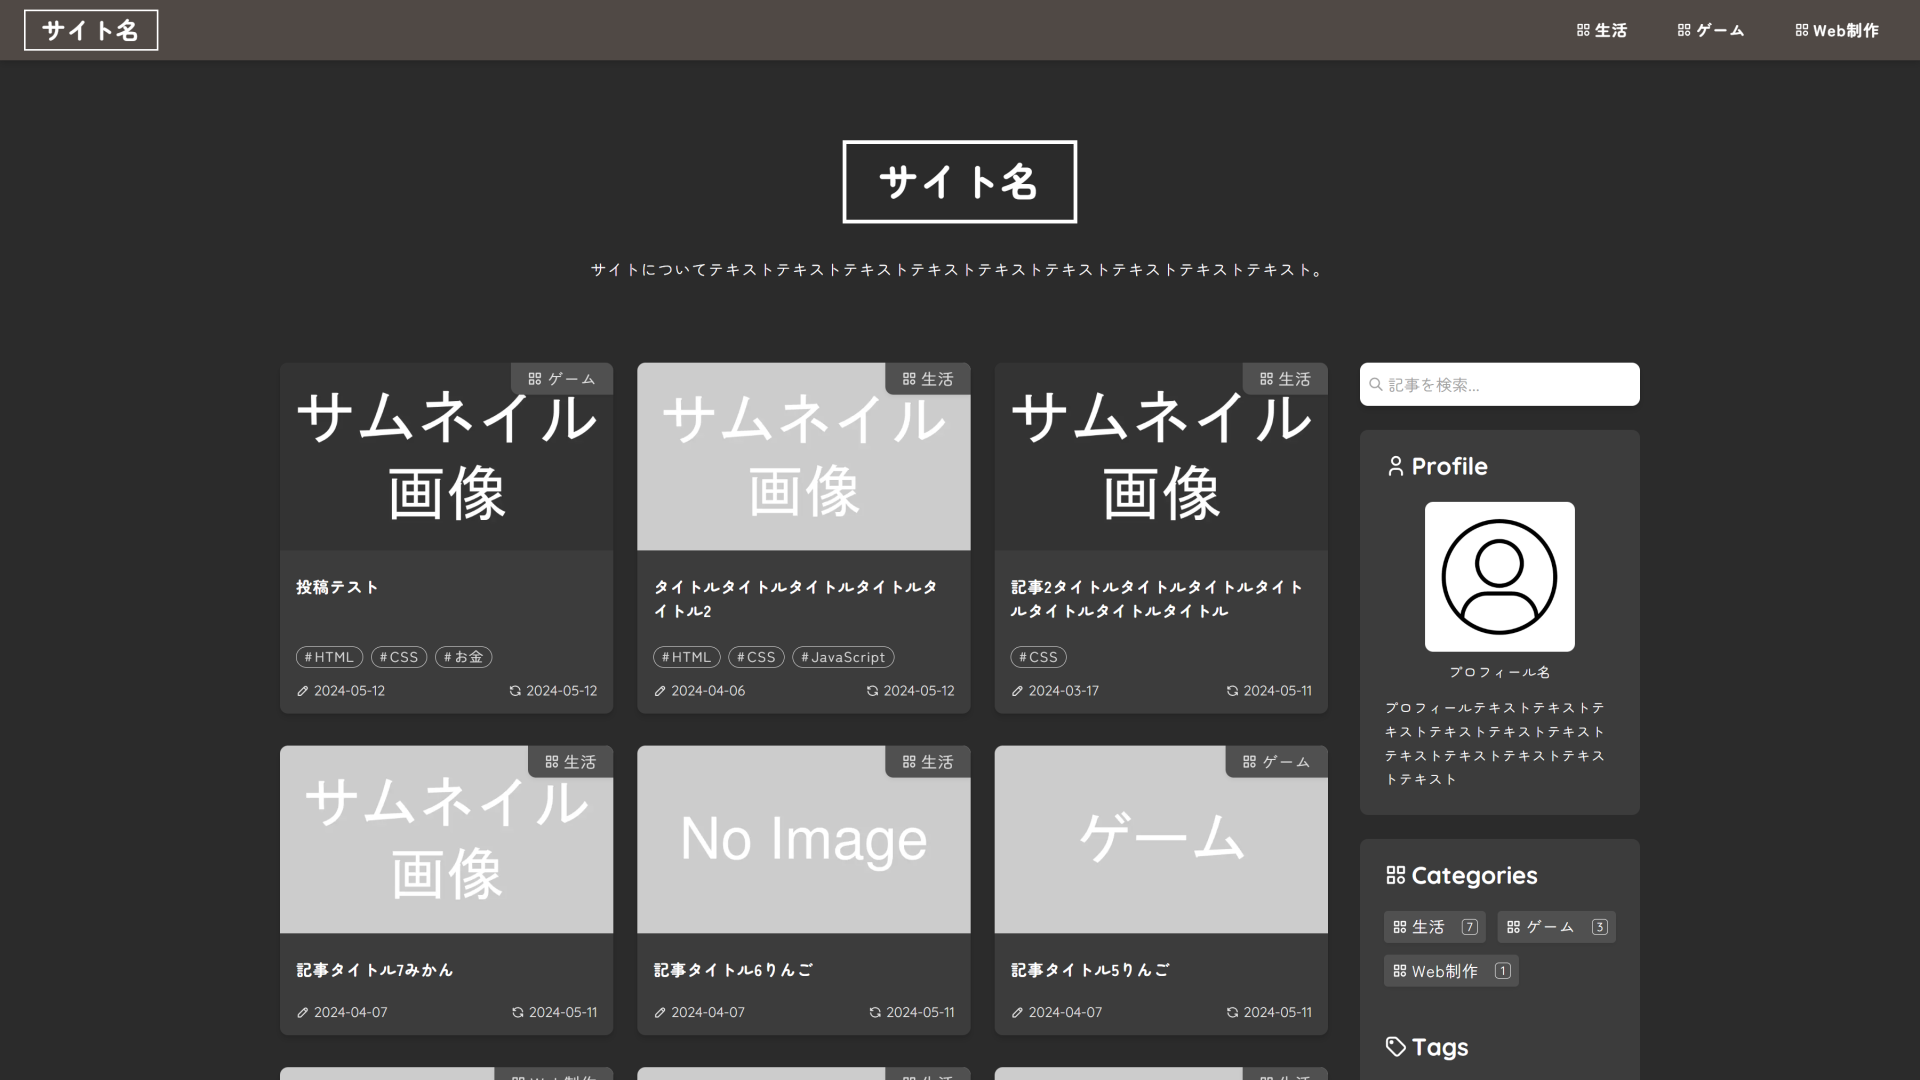 サイト名
生活
ゲーム
Web制作
サイト名
サイトについてテキストテキストテキストテキストテキストテキストテキストテキストテキスト。
ゲーム
サムネイル
画像
投稿テスト
#HTML #CSS #お金
2024-05-12 2024-05-12
生活
サムネイル
画像
タイトルタイトルタイトルタイトルタ
イトル2
#HTML #CSS #JavaScript
2024-04-06 2024-05-12
生活
サムネイル
画像
記事2タイトルタイトルタイトルタイト
ルタイトルタイトルタイトル
#CSS
2024-03-17 2024-05-11
生活
サムネイル
画像
記事タイトル7みかん
2024-04-07 2024-05-11
生活
No Image
記事タイトル6りんご
2024-04-07 2024-05-11
ゲーム
ゲーム
記事タイトル5りんご
2024-04-07 2024-05-11
Web制作
生活
生活
記事を検索...
Profile
プロフィール名
プロフィールテキストテキストテ
キストテキストテキストテキスト
テキストテキストテキストテキス
トテキスト
Categories
生活 7
ゲーム 3
Web制作 1
Tags